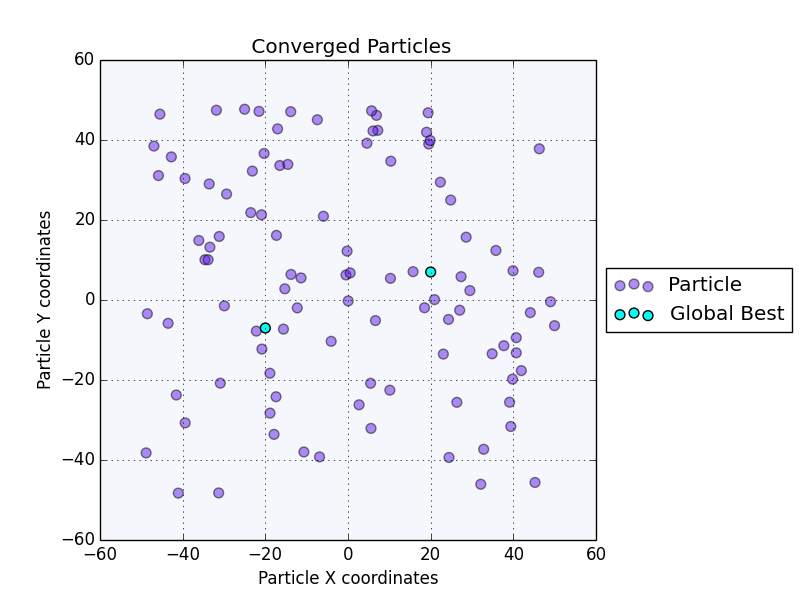 Converged Particles
60
40
20
0
−20
−40
−60
Particle Y coordinates
−60 −40 −20 0 20 40 60
Particle X coordinates
Particle
Global Best